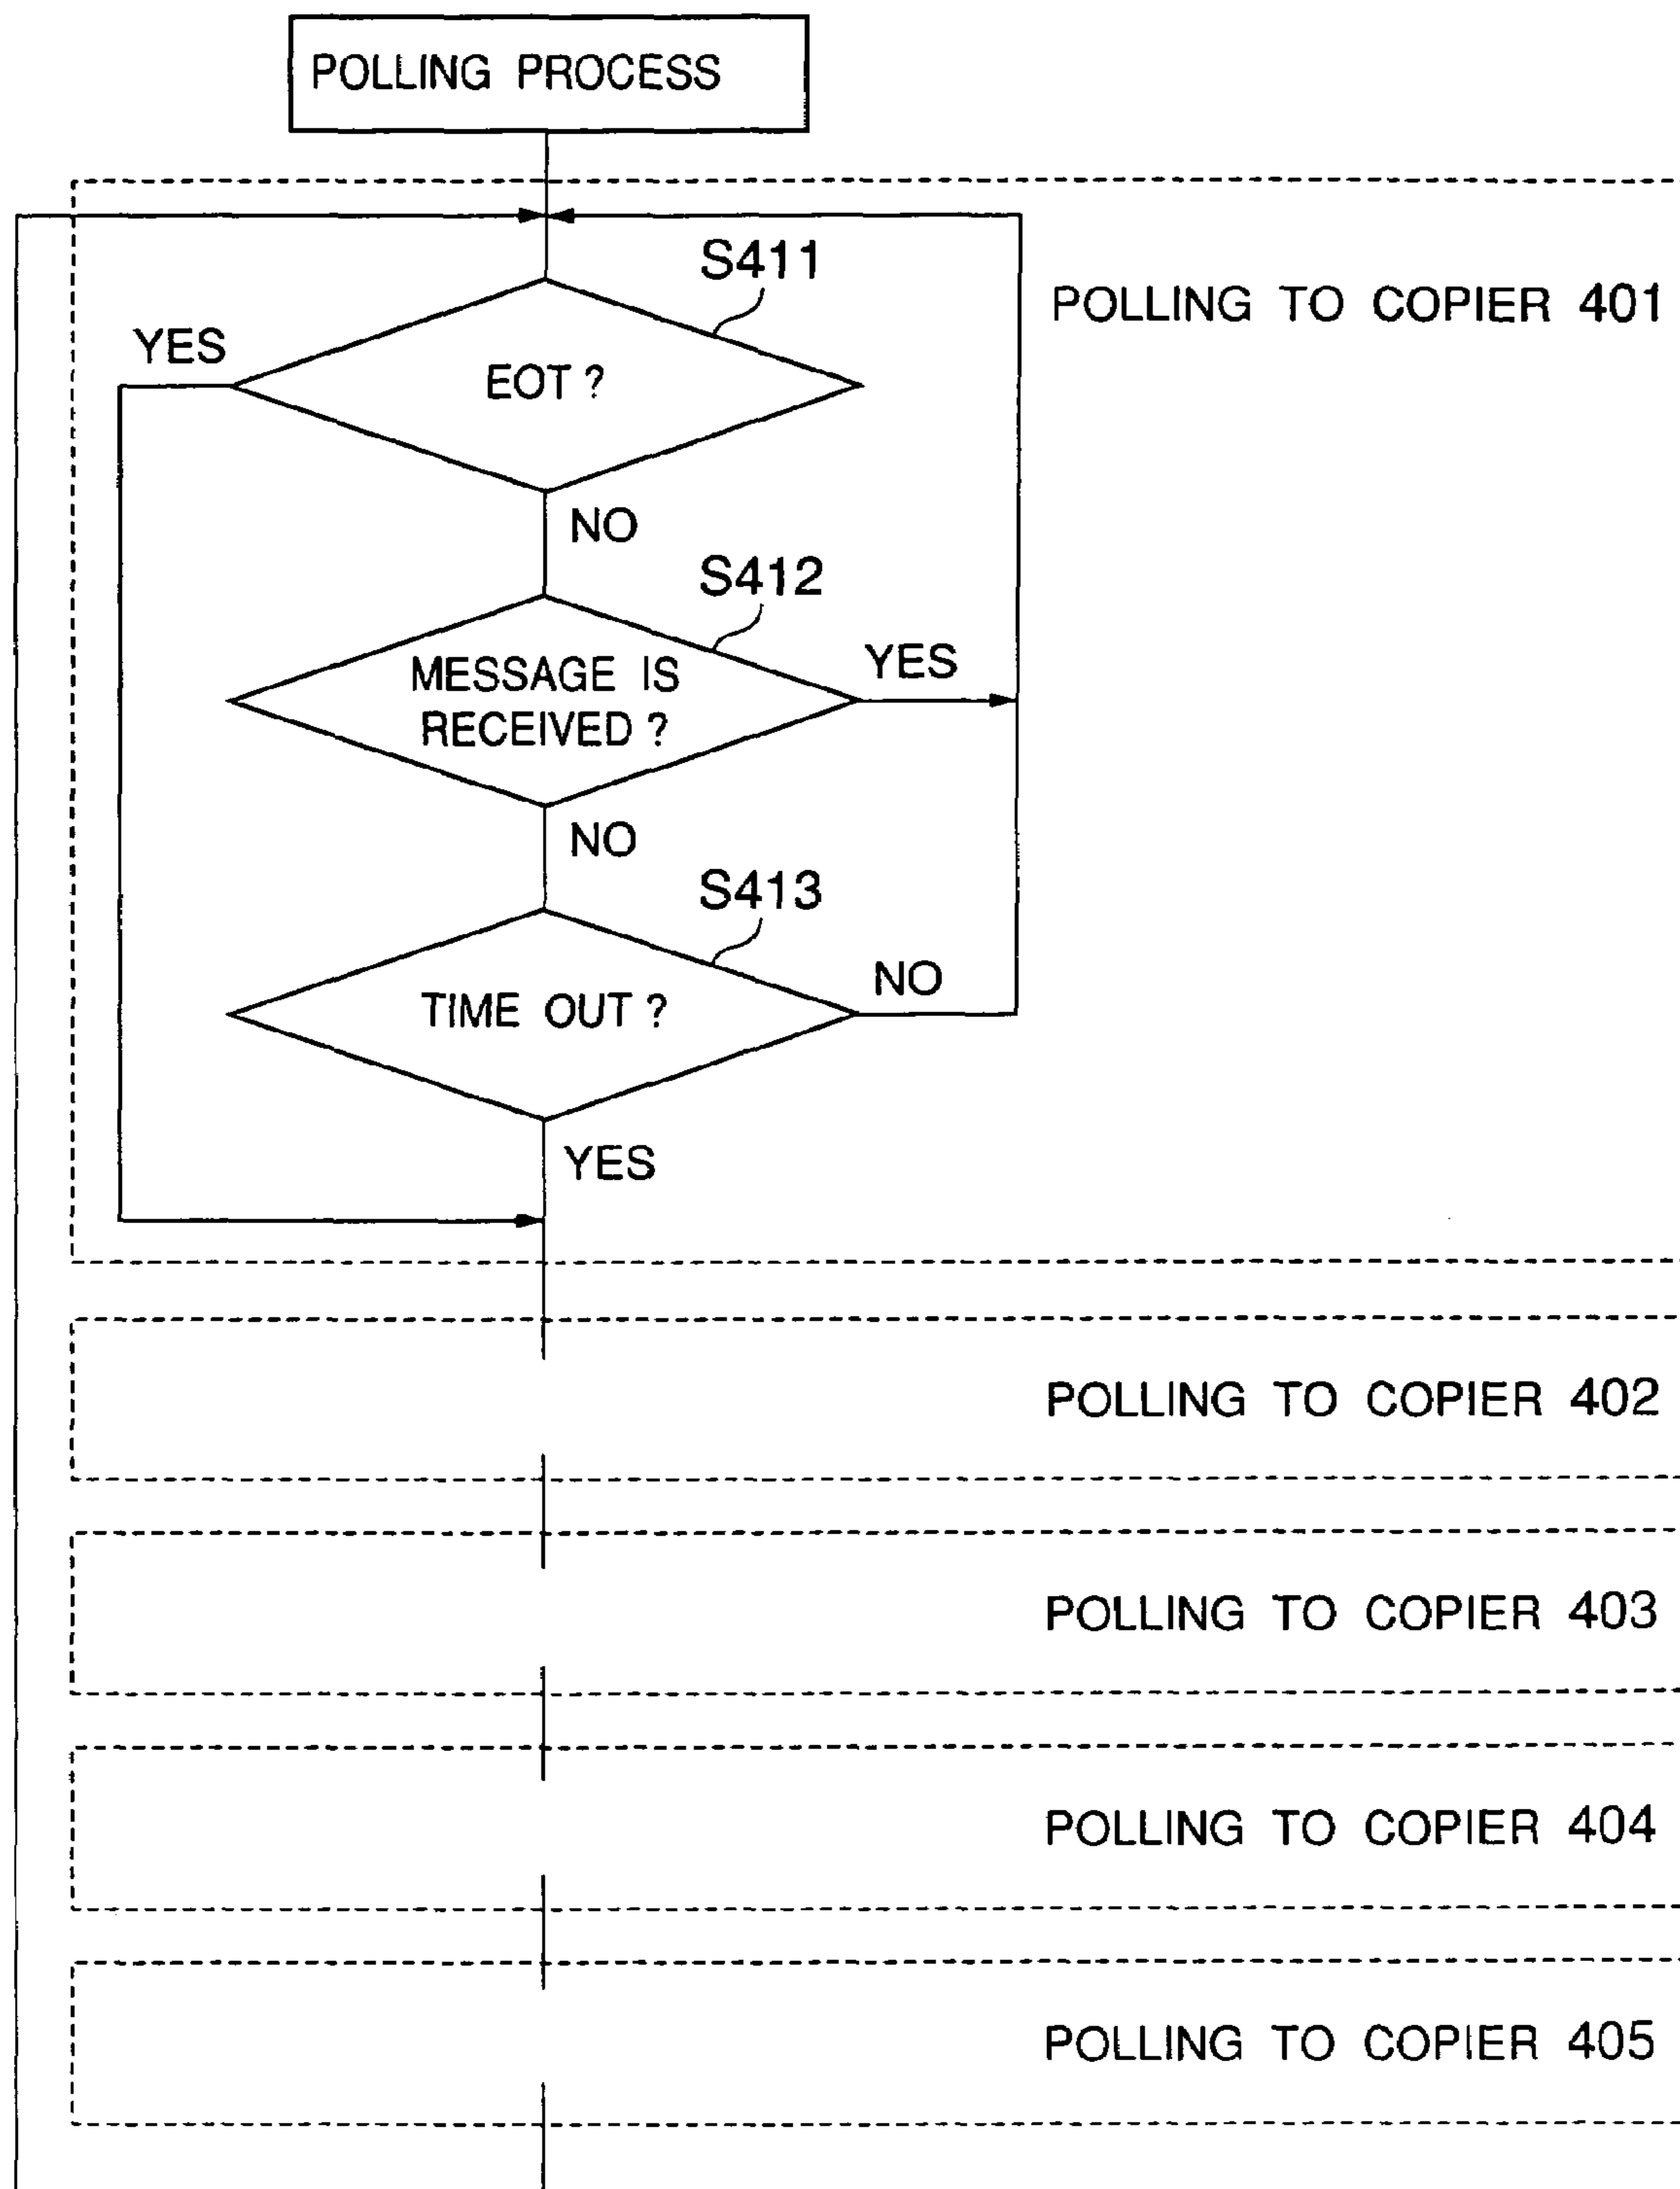 POLLING PROCESS
S411
POLLING TO COPIER 401
YES
EOT ?
NO
S412
MESSAGE IS
RECEIVED ?
YES
NO
S413
TIME OUT ?
NO
YES
POLLING TO COPIER 402
POLLING TO COPIER 403
POLLING TO COPIER 404
POLLING TO COPIER 405